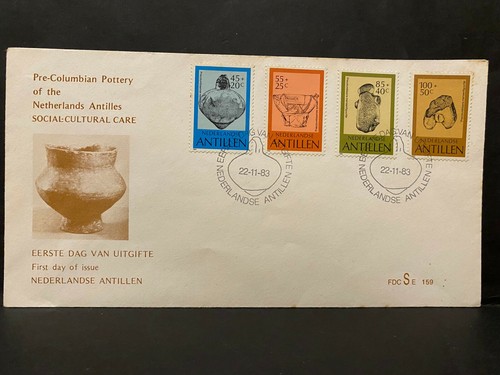 Pre-Columbian Pottery
of the
Netherlands Antilles
SOCIAL-CULTURAL CARE
EERSTE DAG VAN UITGIFTE
First day of issue
NEDERLANDSE ANTILLEN
45+
20c
NEDERLANDSE
ANTILLEN
55+
25c
NEDERLANDSE
ANTILLEN
85+
40c
NEDERLANDSE
ANTILLEN
100+
50c
NEDERLANDSE
ANTILLEN
22-11-83
NEDERLANDSE ANTILLEN
22-11-83
NEDERLANDSE ANTILLEN
FDC S E 159